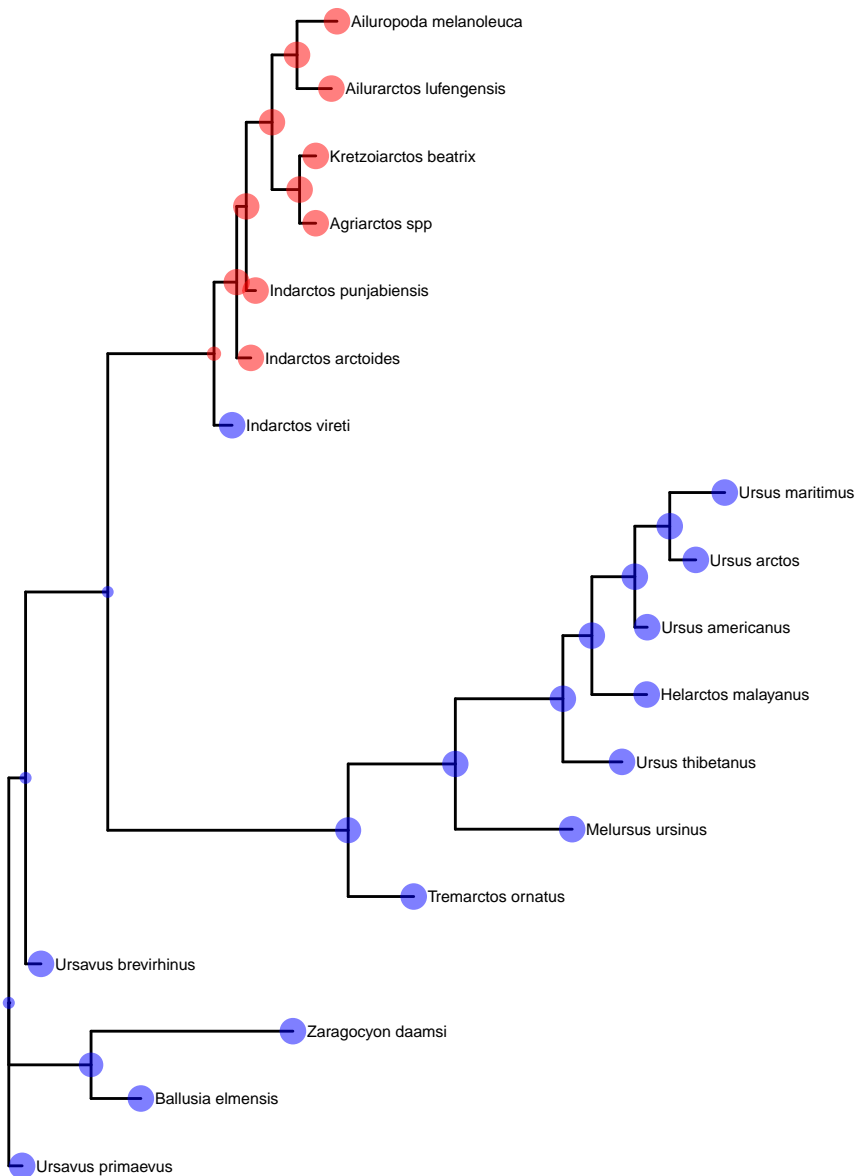 Ailuropoda melanoleuca
Ailurarctos lufengensis
Kretzoiarctos beatrix
Agriarctos spp
Indarctos punjabiensis
Indarctos arctoides
Indarctos vireti
Ursus maritimus
Ursus arctos
Ursus americanus
Helarctos malayanus
Ursus thibetanus
Melursus ursinus
Tremarctos ornatus
Ursavus brevirhinus
Zaragocyon daamsi
Ballusia elmensis
Ursavus primaevus